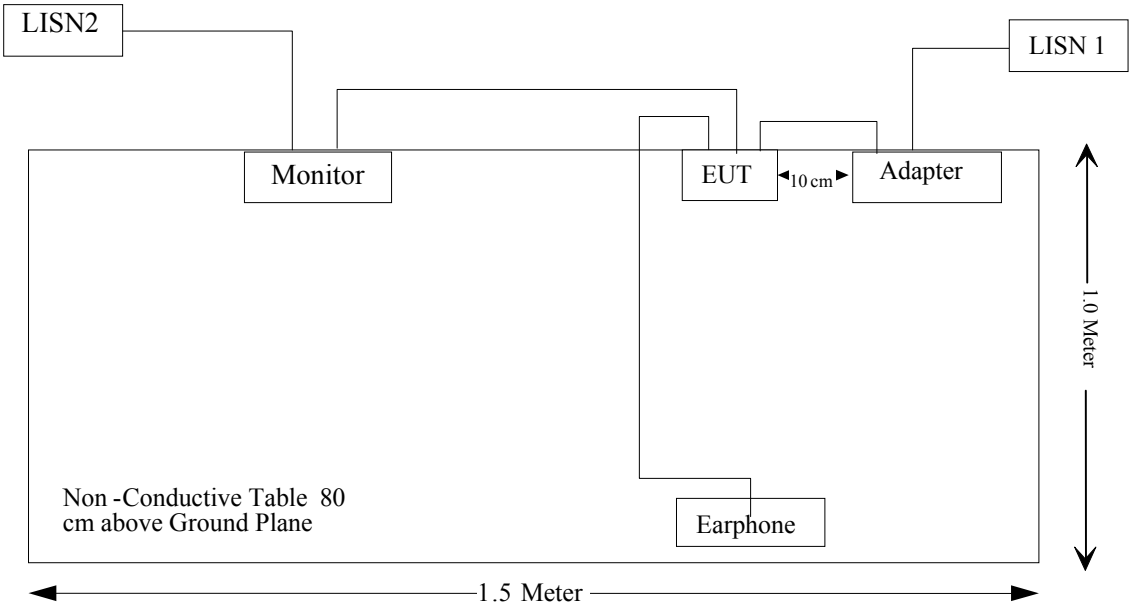 LISN2
LISN 1
Monitor
EUT
10 cm
Adapter
1.0 Meter
Non -Conductive Table 80
cm above Ground Plane
Earphone
1.5 Meter